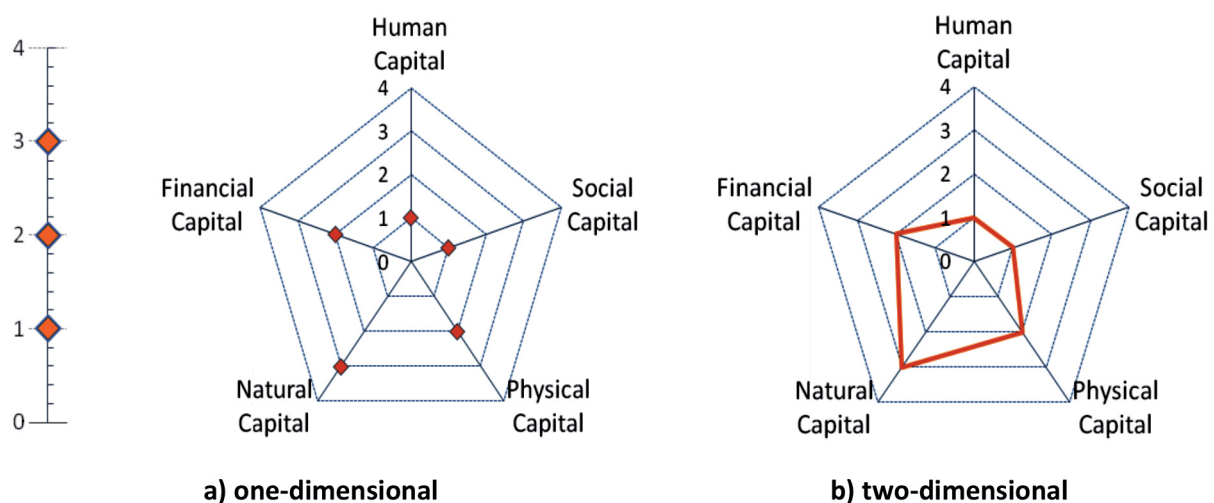 4
3
2
1
0
Human
Capital
4
3
2
1
0
Financial
Capital
Social
Capital
Natural
Capital
Physical
Capital
a) one-dimensional
Human
Capital
4
3
2
1
0
Financial
Capital
Social
Capital
Natural
Capital
Physical
Capital
b) two-dimensional